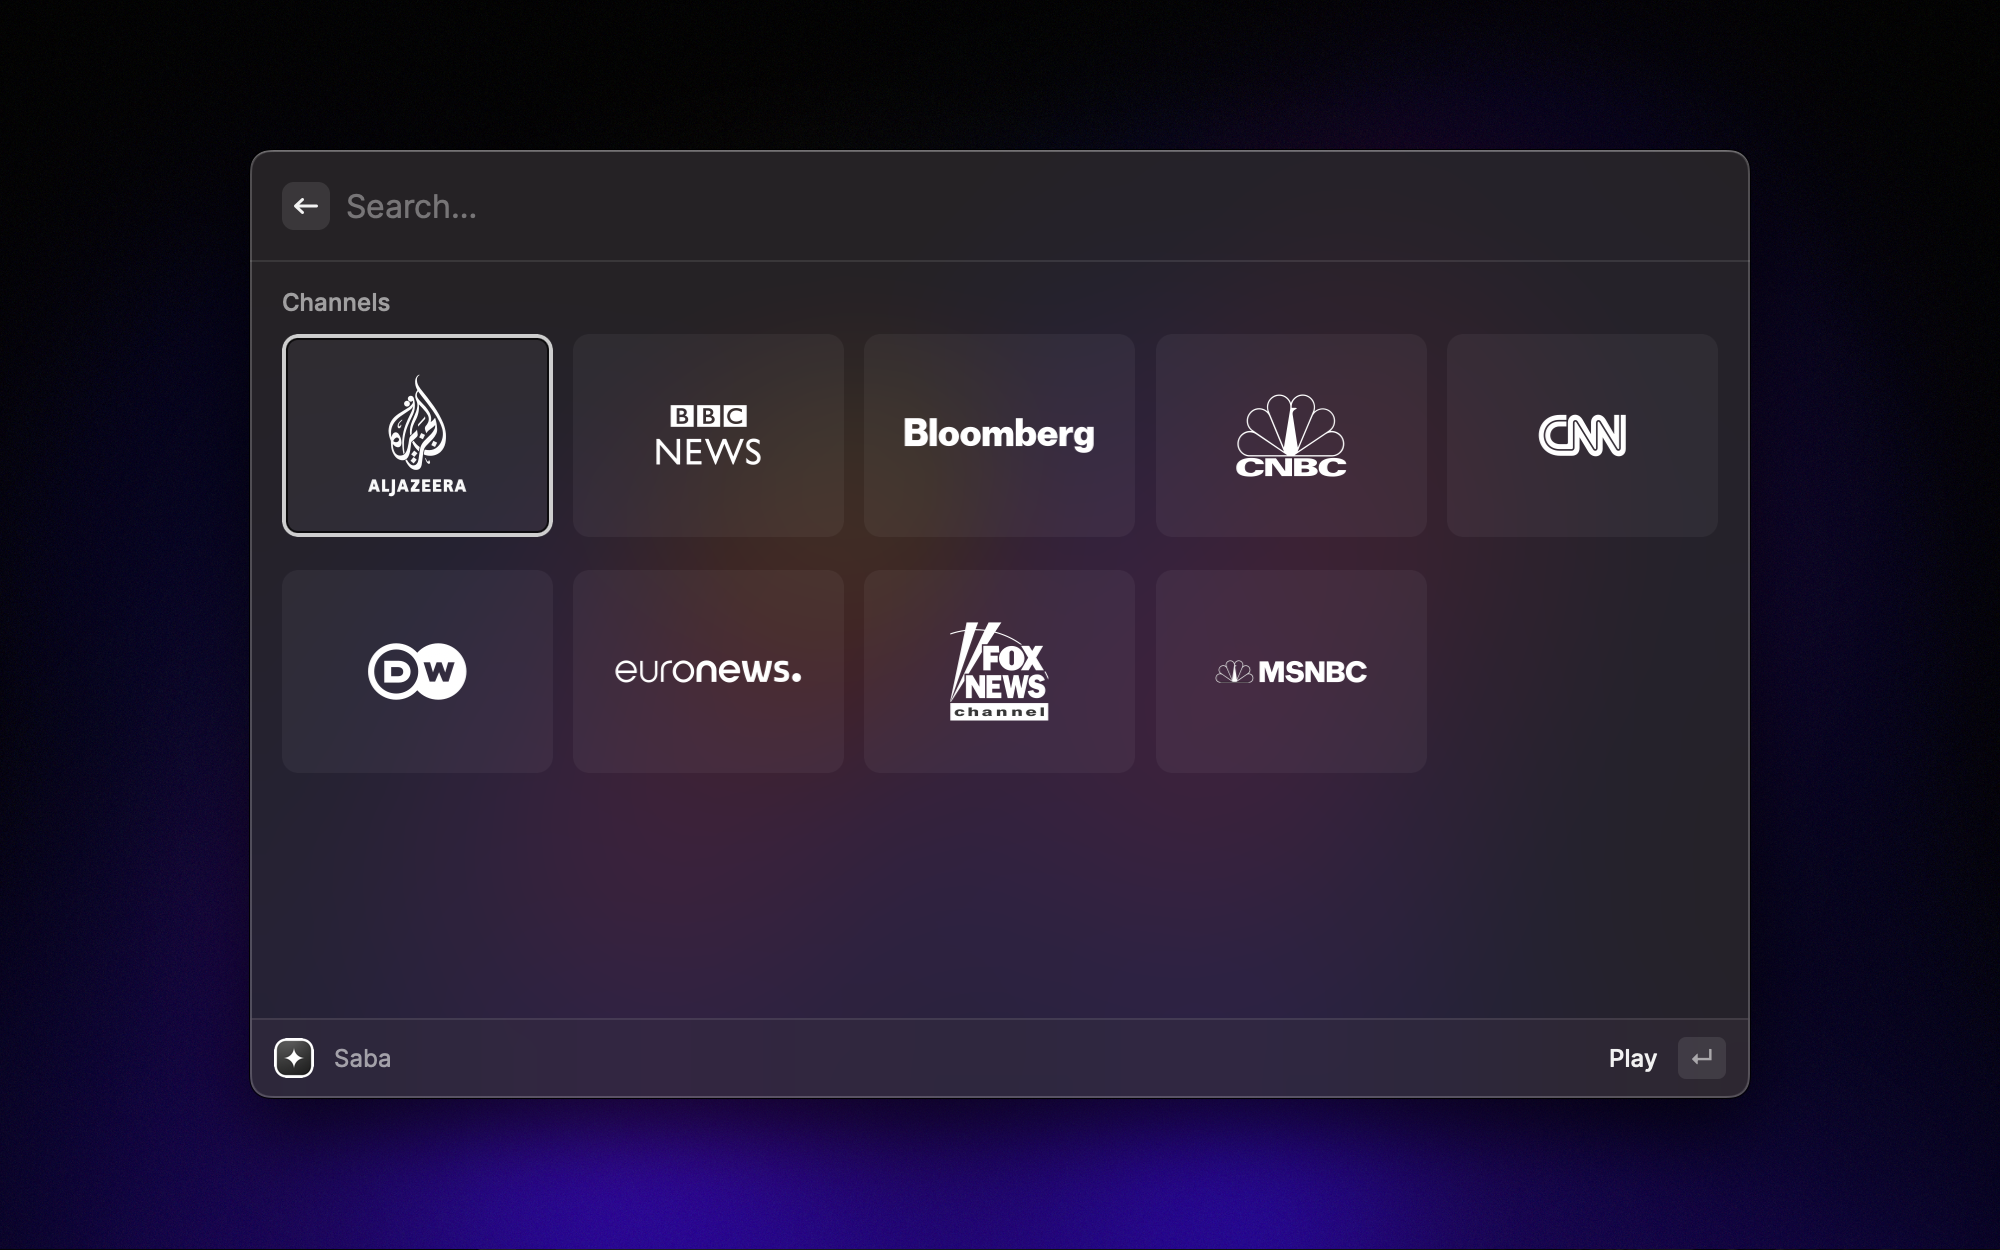 Search...
Channels
ALJAZEERA
BBC
NEWS
Bloomberg
CNBC
CNN
DW
euronews.
FOX
NEWS
channel
MSNBC
Saba
Play